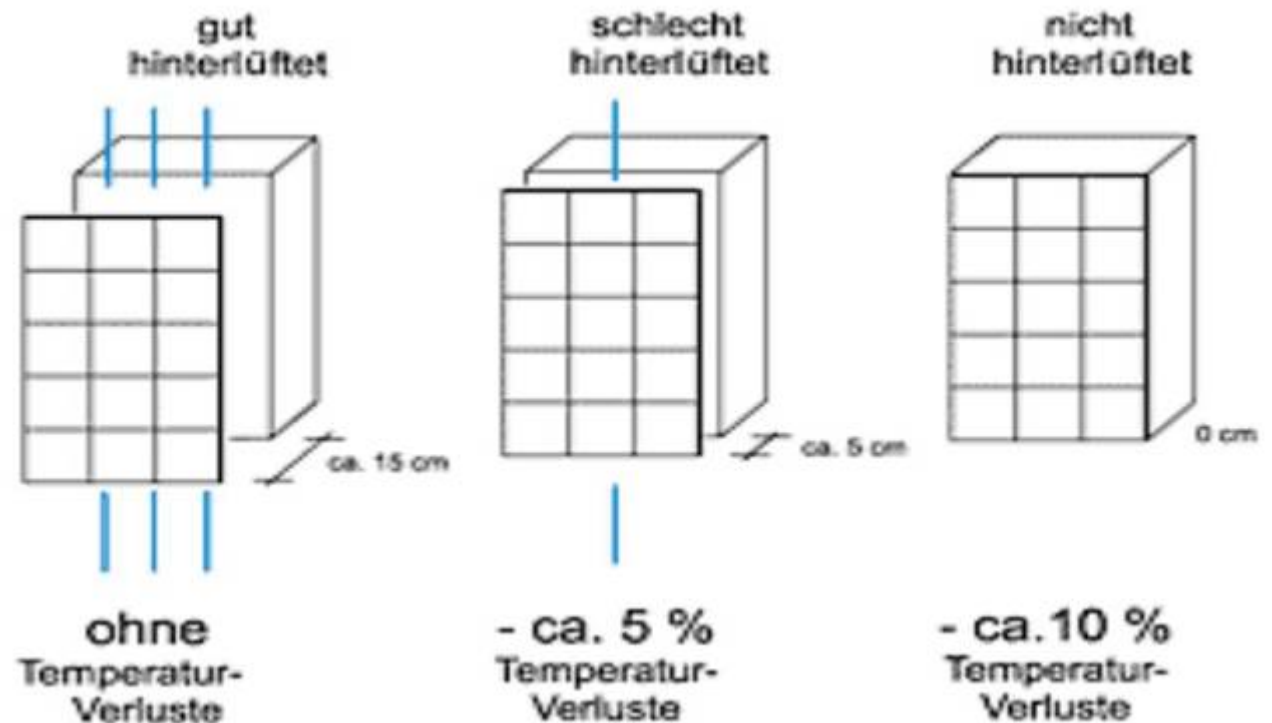 gut
hinterlüftet
schlecht
hinterlüftet
nicht
hinterlüftet
ca. 15 cm
ca. 5 cm
0 cm
ohne
Temperatur-
Verluste
- ca. 5 %
Temperatur-
Verluste
- ca.10 %
Temperatur-
Verluste